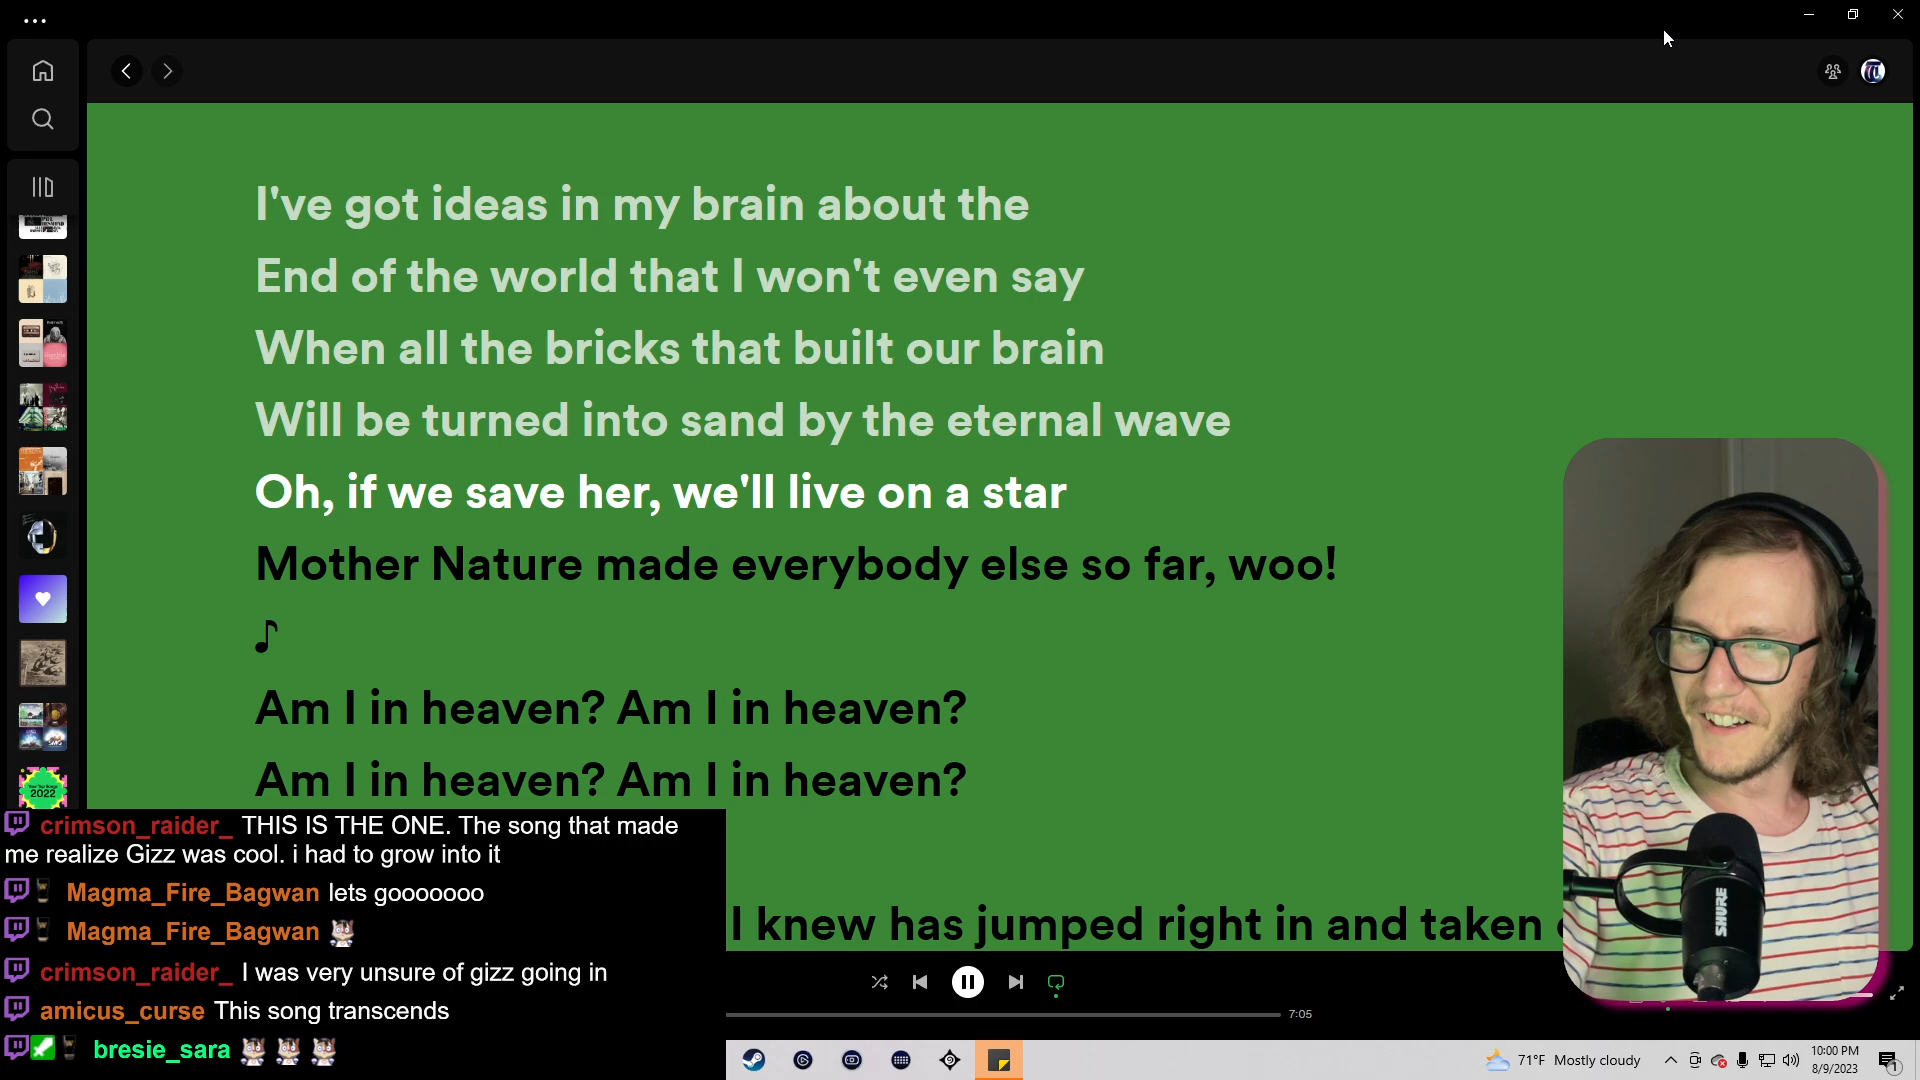 I've got ideas in my brain about the
End of the world that I won't even say
When all the bricks that built our brain
Will be turned into sand by the eternal wave
Oh, if we save her, we'll live on a star
Mother Nature made everybody else so far, woo!
♪
Am I in heaven? Am I in heaven?
Am I in heaven? Am I in heaven?
I knew has jumped right in and taken
2022
crimson_raider_ THIS IS THE ONE. The song that made
me realize Gizz was cool. i had to grow into it
Magma_Fire_Bagwan lets gooooooo
Magma_Fire_Bagwan
crimson_raider_ I was very unsure of gizz going in
amicus_curse This song transcends
bresie_sara
SHURE
7:05
71°F Mostly cloudy
10:00 PM
8/9/2023
1